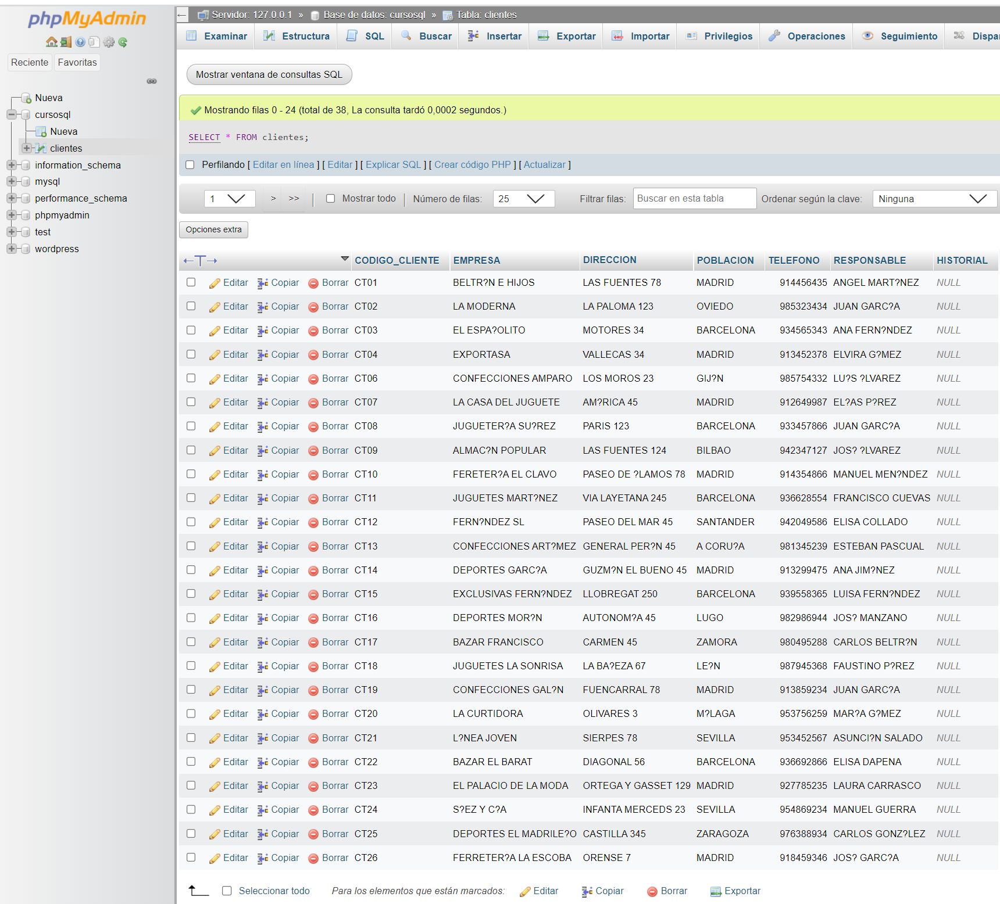 phpMyAdmin
Reciente Favoritas
Nueva
cursosql
Nueva
clientes
information_schema
mysql
performance_schema
phpmyadmin
test
wordpress
← Servidor: 127.0.0.1 » Base de datos: cursosql » Tabla: clientes
Examinar Estructura SQL Buscar Insertar Exportar Importar Privilegios Operaciones Seguimiento Dispar
Mostrar ventana de consultas SQL
Mostrando filas 0 - 24 (total de 38, La consulta tardó 0,0002 segundos.)
SELECT * FROM clientes;
Perfilando [ Editar en línea ] [ Editar ] [ Explicar SQL ] [ Crear código PHP ] [ Actualizar ]
1 > >> | Mostrar todo | Número de filas: 25 Filtrar filas: Buscar en esta tabla Ordenar según la clave: Ninguna
Opciones extra
←T→ CODIGO_CLIENTE EMPRESA DIRECCION POBLACION TELEFONO RESPONSABLE HISTORIAL
Editar Copiar Borrar CT01 BELTR?N E HIJOS LAS FUENTES 78 MADRID 914456435 ANGEL MART?NEZ NULL
Editar Copiar Borrar CT02 LA MODERNA LA PALOMA 123 OVIEDO 985323434 JUAN GARC?A NULL
Editar Copiar Borrar CT03 EL ESPA?OLITO MOTORES 34 BARCELONA 934565343 ANA FERN?NDEZ NULL
Editar Copiar Borrar CT04 EXPORTASA VALLECAS 34 MADRID 913452378 ELVIRA G?MEZ NULL
Editar Copiar Borrar CT06 CONFECCIONES AMPARO LOS MOROS 23 GIJ?N 985754332 LU?S ?LVAREZ NULL
Editar Copiar Borrar CT07 LA CASA DEL JUGUETE AM?RICA 45 MADRID 912649987 EL?AS P?REZ NULL
Editar Copiar Borrar CT08 JUGUETER?A SU?REZ PARIS 123 BARCELONA 933457866 JUAN GARC?A NULL
Editar Copiar Borrar CT09 ALMAC?N POPULAR LAS FUENTES 124 BILBAO 942347127 JOS? ?LVAREZ NULL
Editar Copiar Borrar CT10 FERETER?A EL CLAVO PASEO DE ?LAMOS 78 MADRID 914354866 MANUEL MEN?NDEZ NULL
Editar Copiar Borrar CT11 JUGUETES MART?NEZ VIA LAYETANA 245 BARCELONA 936628554 FRANCISCO CUEVAS NULL
Editar Copiar Borrar CT12 FERN?NDEZ SL PASEO DEL MAR 45 SANTANDER 942049586 ELISA COLLADO NULL
Editar Copiar Borrar CT13 CONFECCIONES ART?MEZ GENERAL PER?N 45 A CORU?A 981345239 ESTEBAN PASCUAL NULL
Editar Copiar Borrar CT14 DEPORTES GARC?A GUZM?N EL BUENO 45 MADRID 913299475 ANA JIM?NEZ NULL
Editar Copiar Borrar CT15 EXCLUSIVAS FERN?NDEZ LLOBREGAT 250 BARCELONA 939558365 LUISA FERN?NDEZ NULL
Editar Copiar Borrar CT16 DEPORTES MOR?N AUTONOM?A 45 LUGO 982986944 JOS? MANZANO NULL
Editar Copiar Borrar CT17 BAZAR FRANCISCO CARMEN 45 ZAMORA 980495288 CARLOS BELTR?N NULL
Editar Copiar Borrar CT18 JUGUETES LA SONRISA LA BA?EZA 67 LE?N 987945368 FAUSTINO P?REZ NULL
Editar Copiar Borrar CT19 CONFECCIONES GAL?N FUENCARRAL 78 MADRID 913859234 JUAN GARC?A NULL
Editar Copiar Borrar CT20 LA CURTIDORA OLIVARES 3 M?LAGA 953756259 MAR?A G?MEZ NULL
Editar Copiar Borrar CT21 L?NEA JOVEN SIERPES 78 SEVILLA 953452567 ASUNCI?N SALADO NULL
Editar Copiar Borrar CT22 BAZAR EL BARAT DIAGONAL 56 BARCELONA 936692866 ELISA DAPENA NULL
Editar Copiar Borrar CT23 EL PALACIO DE LA MODA ORTEGA Y GASSET 129 MADRID 927785235 LAURA CARRASCO NULL
Editar Copiar Borrar CT24 S?EZ Y C?A INFANTA MERCEDS 23 SEVILLA 954869234 MANUEL GUERRA NULL
Editar Copiar Borrar CT25 DEPORTES EL MADRILE?O CASTILLA 345 ZARAGOZA 976388934 CARLOS GONZ?LEZ NULL
Editar Copiar Borrar CT26 FERRETER?A LA ESCOBA ORENSE 7 MADRID 918459346 JOS? GARC?A NULL
Seleccionar todo Para los elementos que están marcados: Editar Copiar Borrar Exportar